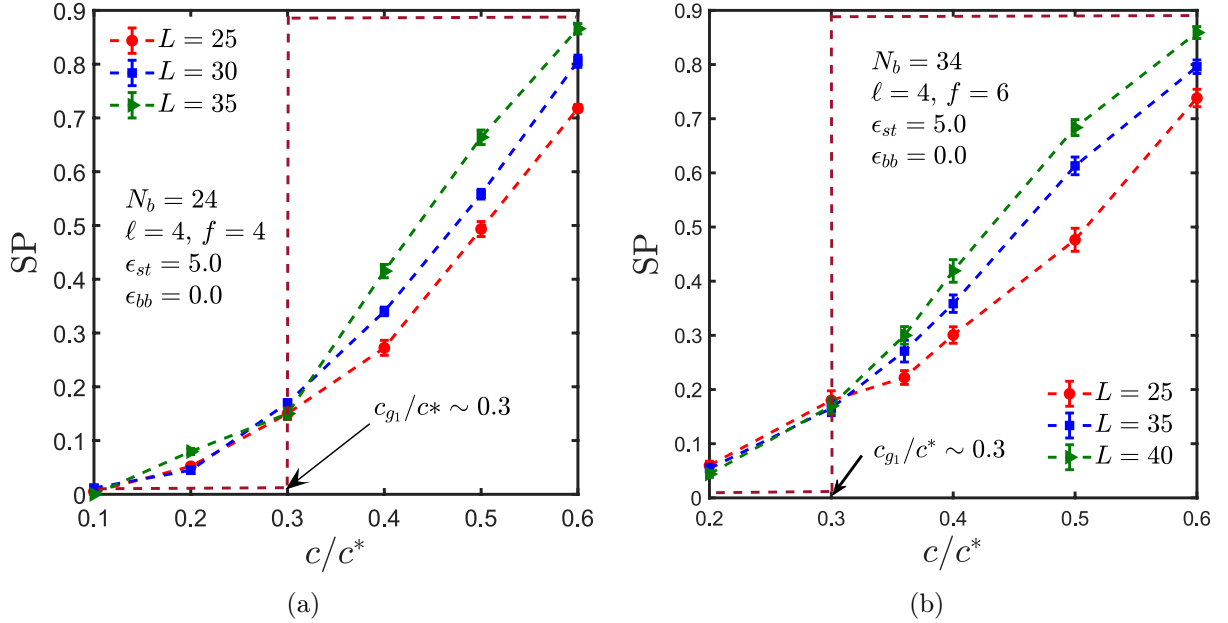 0.9
0.8
0.7
0.6
0.5
0.4
0.3
0.2
0.1
0
SP
L = 25
L = 30
L = 35
N_b = 24
ℓ = 4, f = 4
ϵ_st = 5.0
ϵ_bb = 0.0
c_g₁/c* ∼ 0.3
0.1 0.2 0.3 0.4 0.5 0.6
c/c*
(a)
0.9
0.8
0.7
0.6
0.5
0.4
0.3
0.2
0.1
0
SP
N_b = 34
ℓ = 4, f = 6
ϵ_st = 5.0
ϵ_bb = 0.0
L = 25
L = 35
L = 40
c_g₁/c* ∼ 0.3
0.2 0.3 0.4 0.5 0.6
c/c*
(b)